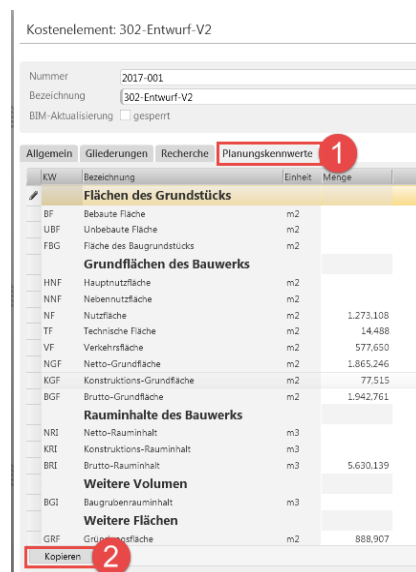 Kostenelement: 302-Entwurf-V2
Nummer 2017-001
Bezeichnung 302-Entwurf-V2
BIM-Aktualisierung gesperrt
Allgemein Gliederungen Recherche Planungskennwerte 1
KW Bezeichnung Einheit Menge
Flächen des Grundstücks
BF Bebaute Fläche m2
UBF Unbebaute Fläche m2
FBG Fläche des Baugrundstücks m2
Grundflächen des Bauwerks
HNF Hauptnutzfläche m2
NNF Nebennutzfläche m2
NF Nutzfläche m2 1.273,108
TF Technische Fläche m2 14,488
VF Verkehrsfläche m2 577,650
NGF Netto-Grundfläche m2 1.865,246
KGF Konstruktions-Grundfläche m2 77,515
BGF Brutto-Grundfläche m2 1.942,761
Rauminhalte des Bauwerks
NRI Netto-Rauminhalt m3
KRI Konstruktions-Rauminhalt m3
BRI Brutto-Rauminhalt m3 5.630,139
Weitere Volumen
BGI Baugrubenrauminhalt m3
Weitere Flächen
GRF Gründungsfläche m2 888,907
Kopieren 2